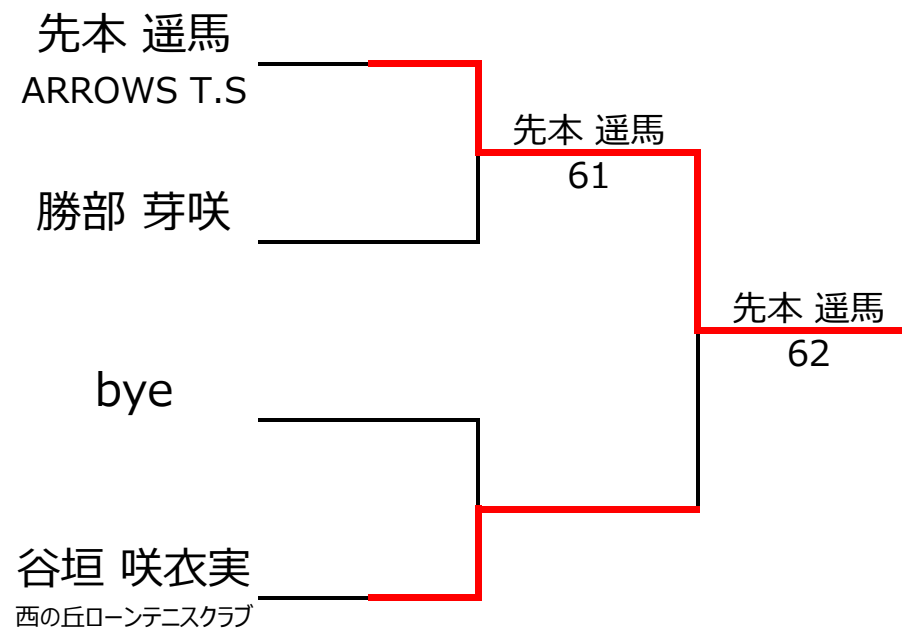 先本 遥馬
ARROWS T.S
勝部 芽咲
bye
谷垣 咲衣実
西の丘ローンテニスクラブ
先本 遥馬
61
先本 遥馬
62